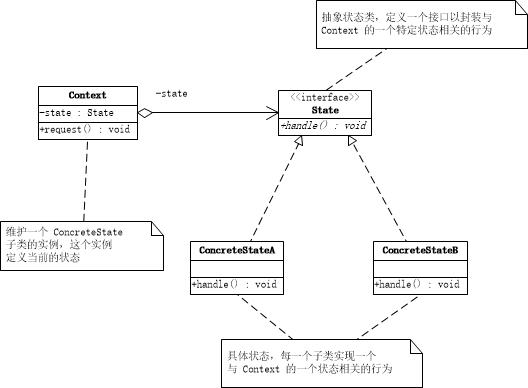 抽象状态类，定义一个接口以封装与
Context 的一个特定状态相关的行为
Context
-state : State
+request() : void
-state
<<interface>>
State
+handle() : void
维护一个 ConcreteState
子类的实例，这个实例
定义当前的状态
ConcreteStateA
+handle() : void
ConcreteStateB
+handle() : void
具体状态，每一个子类实现一个
与 Context 的一个状态相关的行为